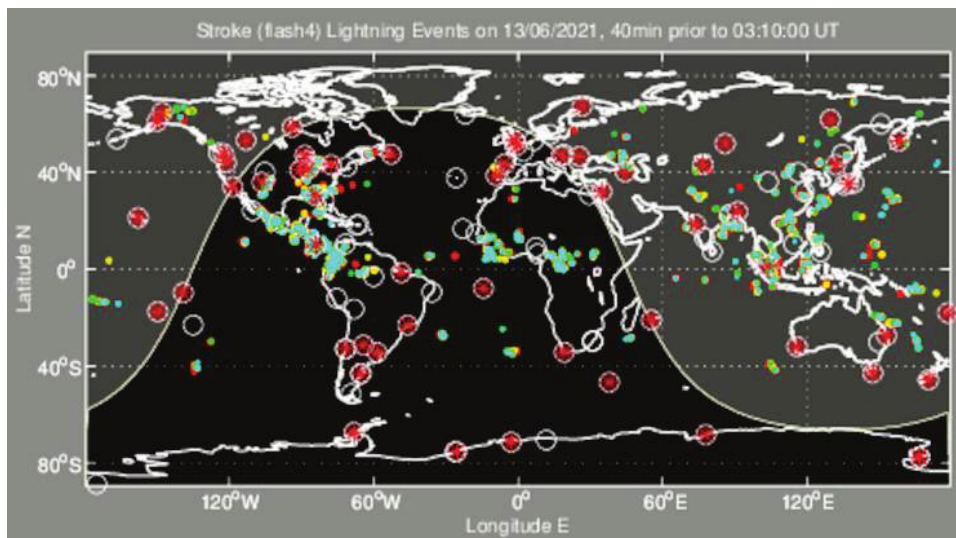 Stroke (flash4) Lightning Events on 13/06/2021, 40min prior to 03:10:00 UT
80°N
40°N
0°
40°S
80°S
Latitude N
120°W 60°W 0° 60°E 120°E
Longitude E